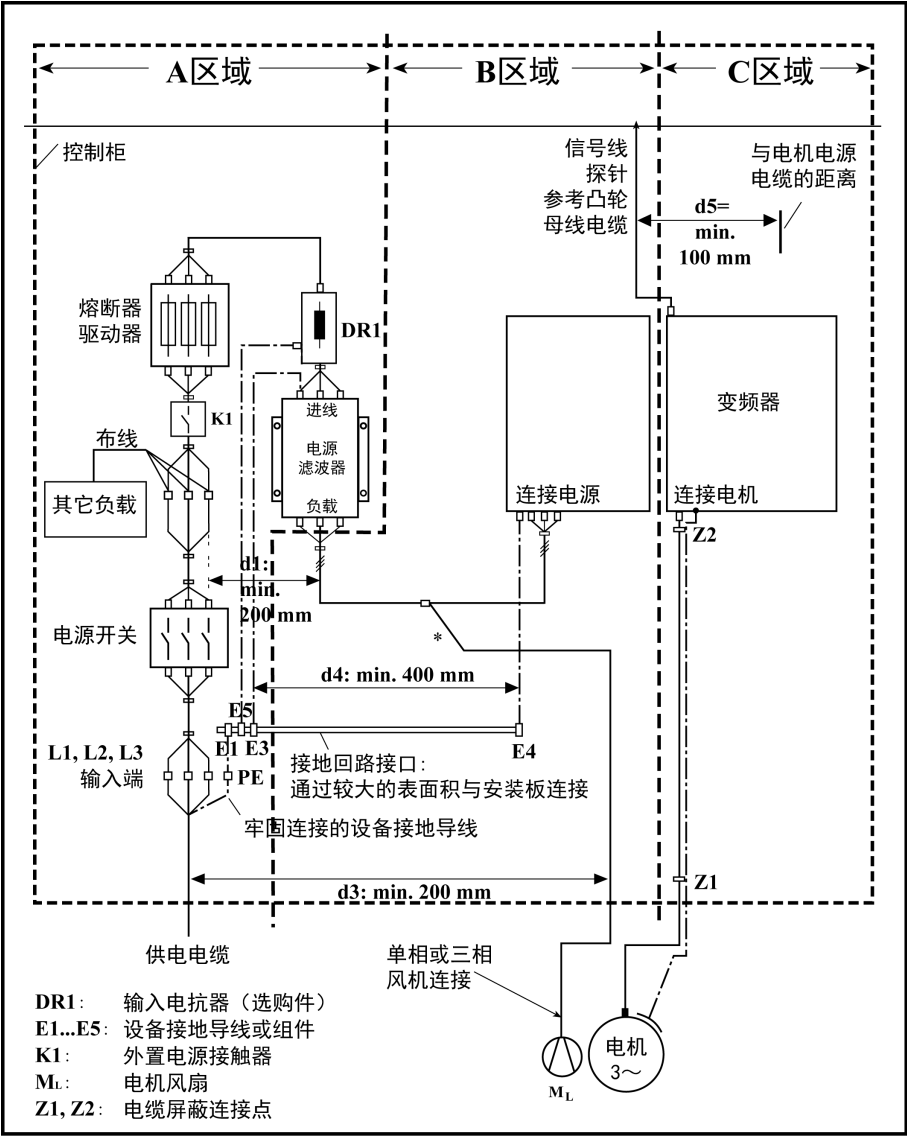 A区域
B区域
C区域
控制柜
信号线
探针
参考凸轮
母线电缆
与电机电源
电缆的距离
d5=
min.
100 mm
熔断器
驱动器
DR1
进线
电源
滤波器
负载
K1
布线
其它负载
变频器
连接电源
连接电机
Z2
d1:
min.
200 mm
*
电源开关
d4: min. 400 mm
E5
E1
E3
E4
L1, L2, L3
输入端
PE
接地回路接口:
通过较大的表面积与安装板连接
牢固连接的设备接地导线
Z1
d3: min. 200 mm
供电电缆
单相或三相
风机连接
电机
3～
ML
DR1: 输入电抗器（选购件）
E1...E5: 设备接地导线或组件
K1: 外置电源接触器
ML: 电机风扇
Z1, Z2: 电缆屏蔽连接点